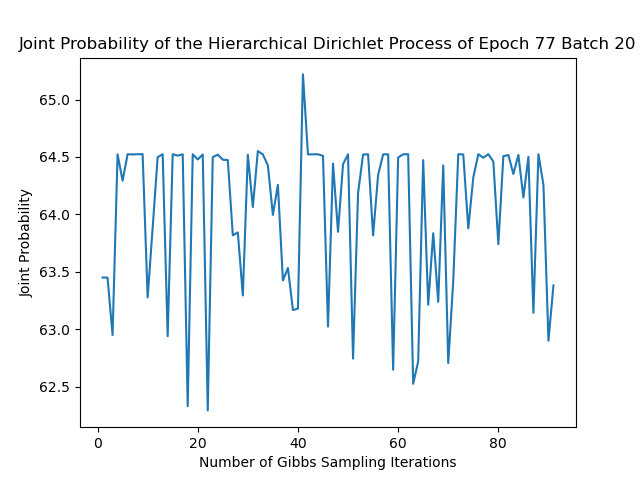 Joint Probability of the Hierarchical Dirichlet Process of Epoch 77 Batch 20
65.0
64.5
64.0
63.5
63.0
62.5
Joint Probability
0 20 40 60 80
Number of Gibbs Sampling Iterations